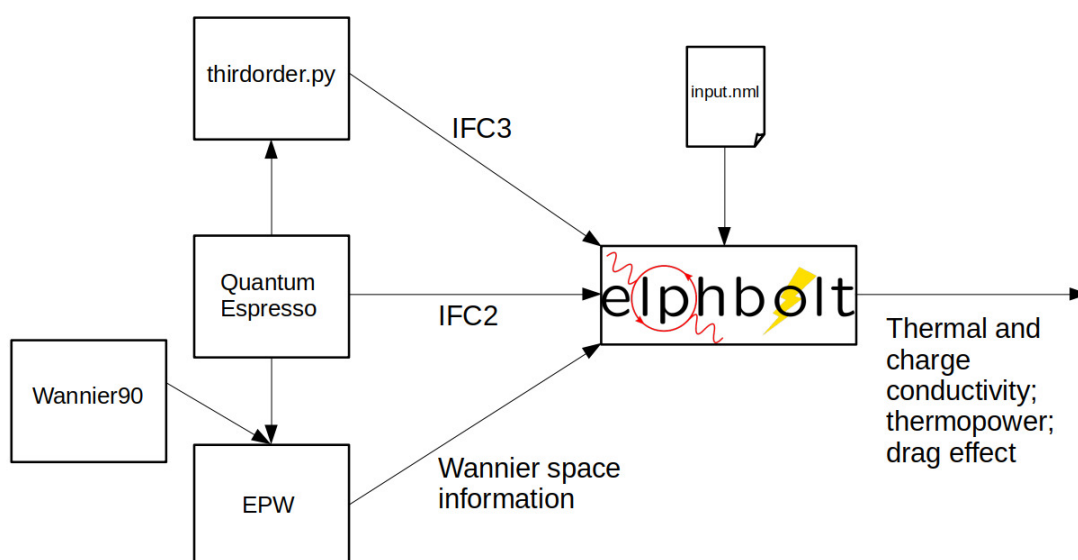 thirdorder.py
input.nml
IFC3
Quantum
Espresso
IFC2
elphbolt
Thermal and
charge
conductivity;
thermopower;
drag effect
Wannier90
Wannier space
information
EPW